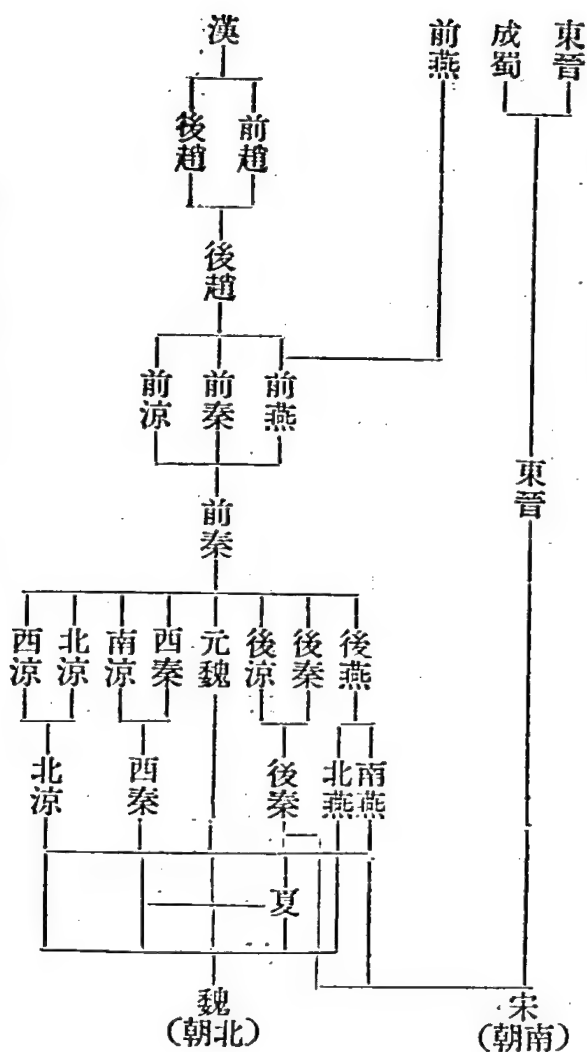 東晉
成蜀
前燕
漢
前趙
後趙
後趙
前燕
前秦
前涼
東晉
前秦
後燕
後秦
後涼
元魏
西秦
南涼
北涼
西涼
南燕
北燕
後秦
西秦
北涼
夏
宋
（南朝）
魏
（北朝）